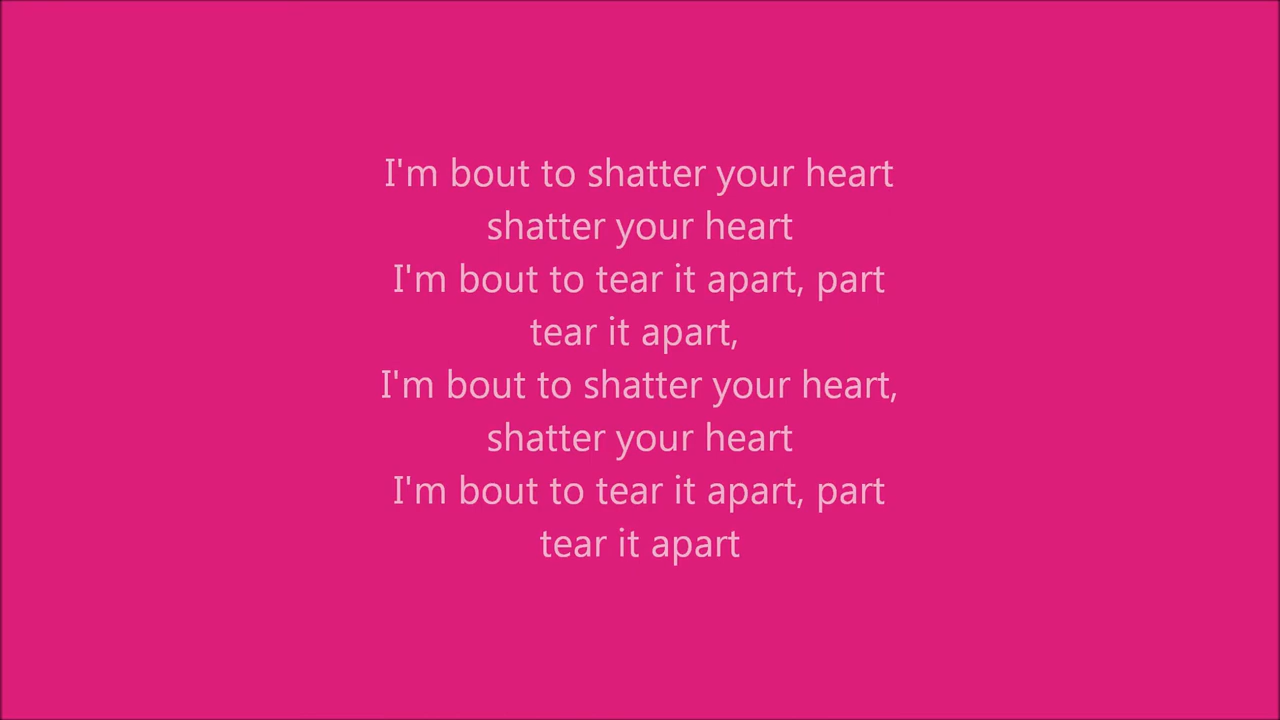 I'm bout to shatter your heart
shatter your heart
I'm bout to tear it apart, part
tear it apart,
I'm bout to shatter your heart,
shatter your heart
I'm bout to tear it apart, part
tear it apart